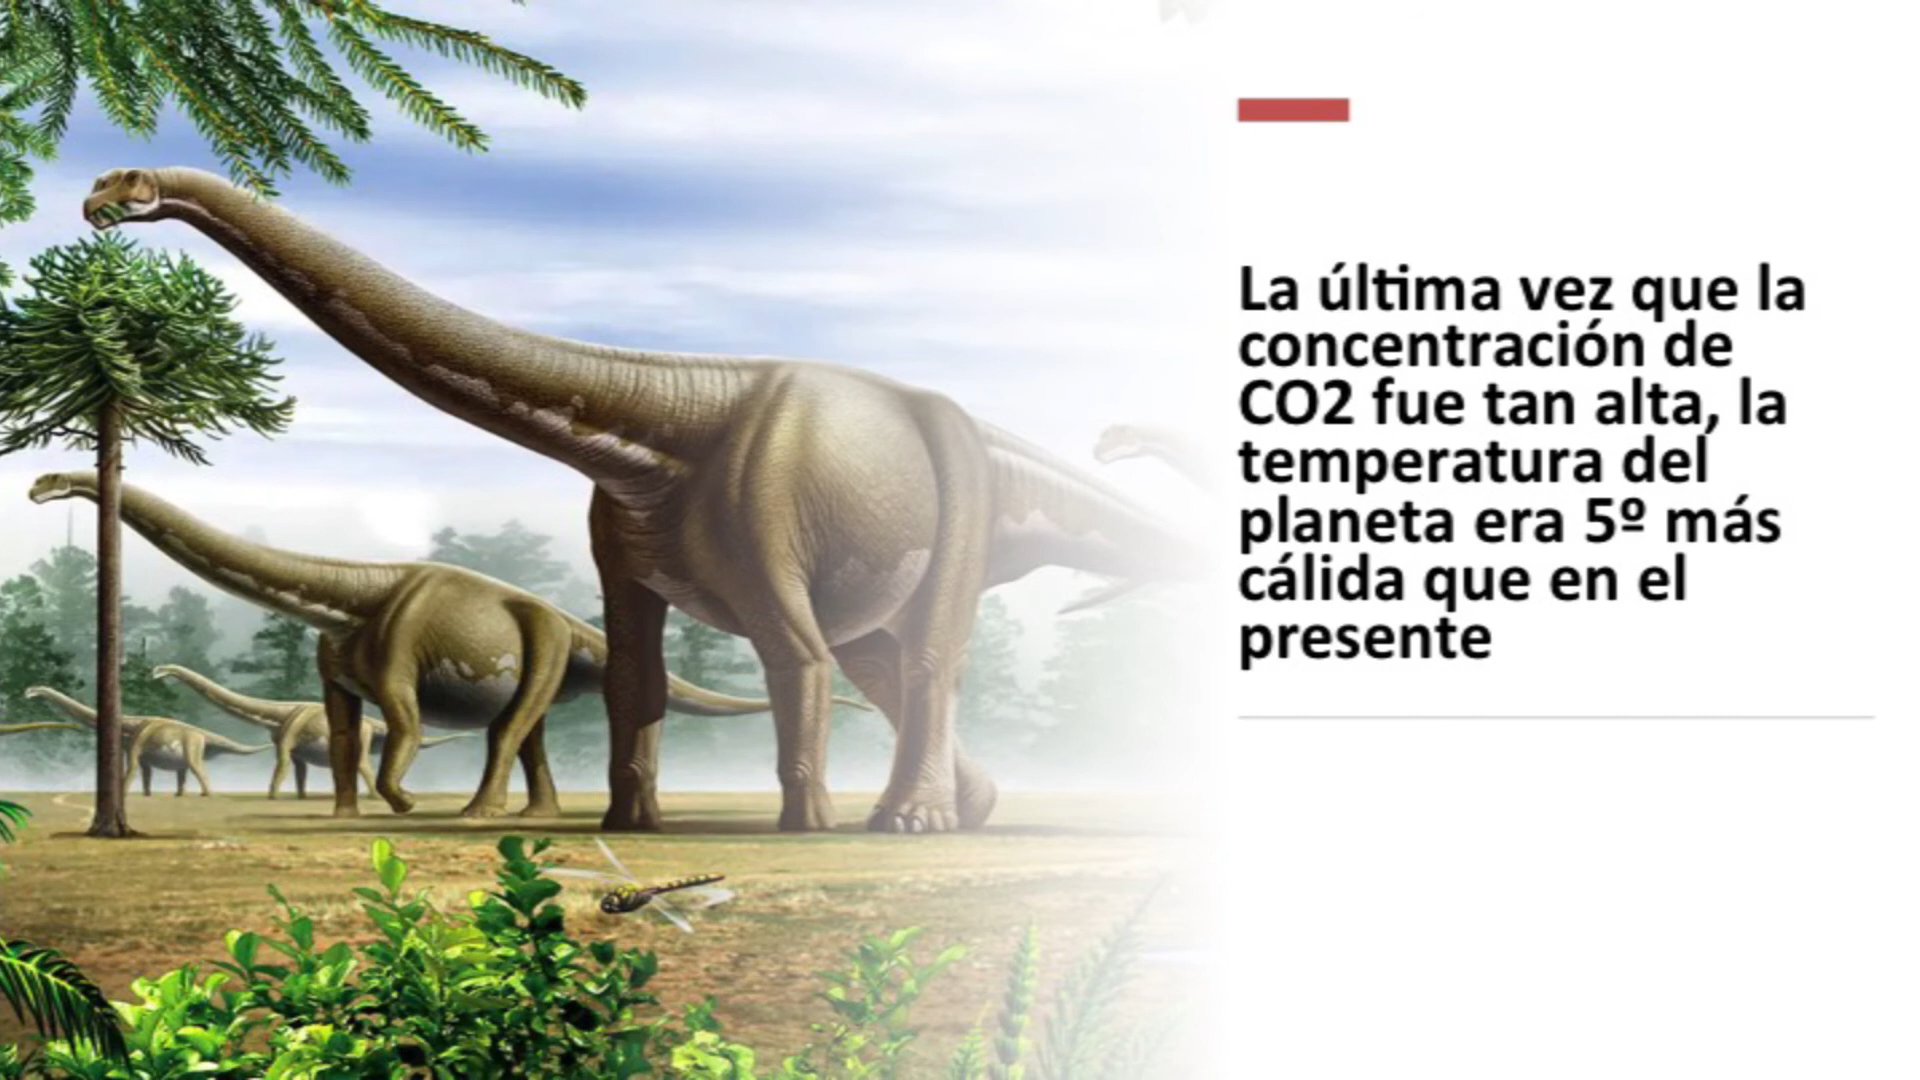 La última vez que la
concentración de
CO2 fue tan alta, la
temperatura del
planeta era 5º más
cálida que en el
presente